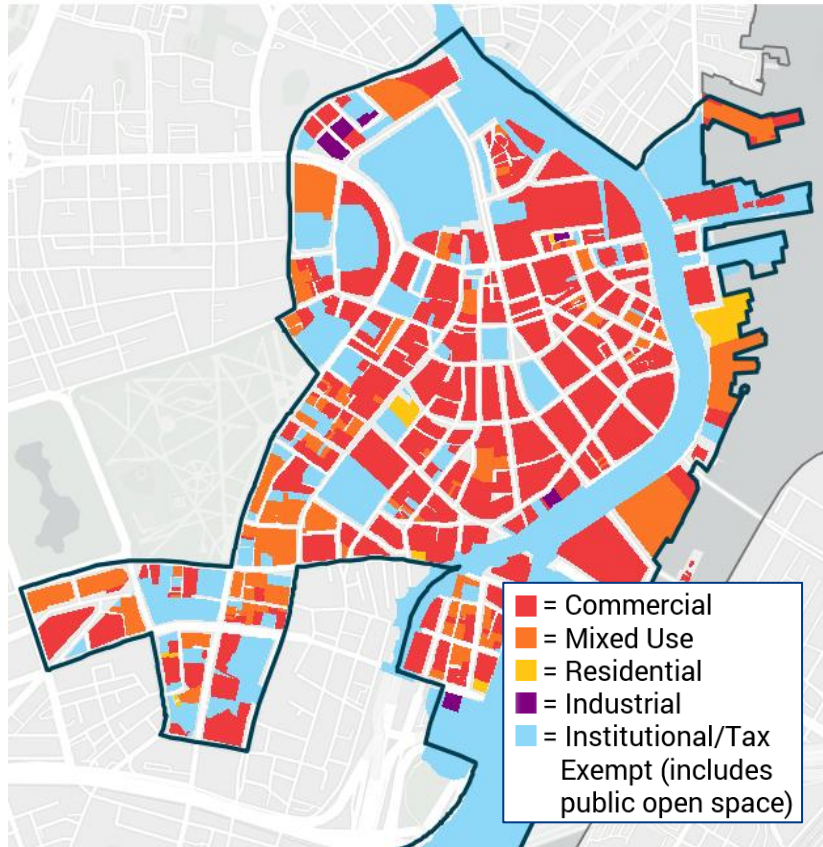 = Commercial
= Mixed Use
= Residential
= Industrial
= Institutional/Tax
Exempt (includes
public open space)